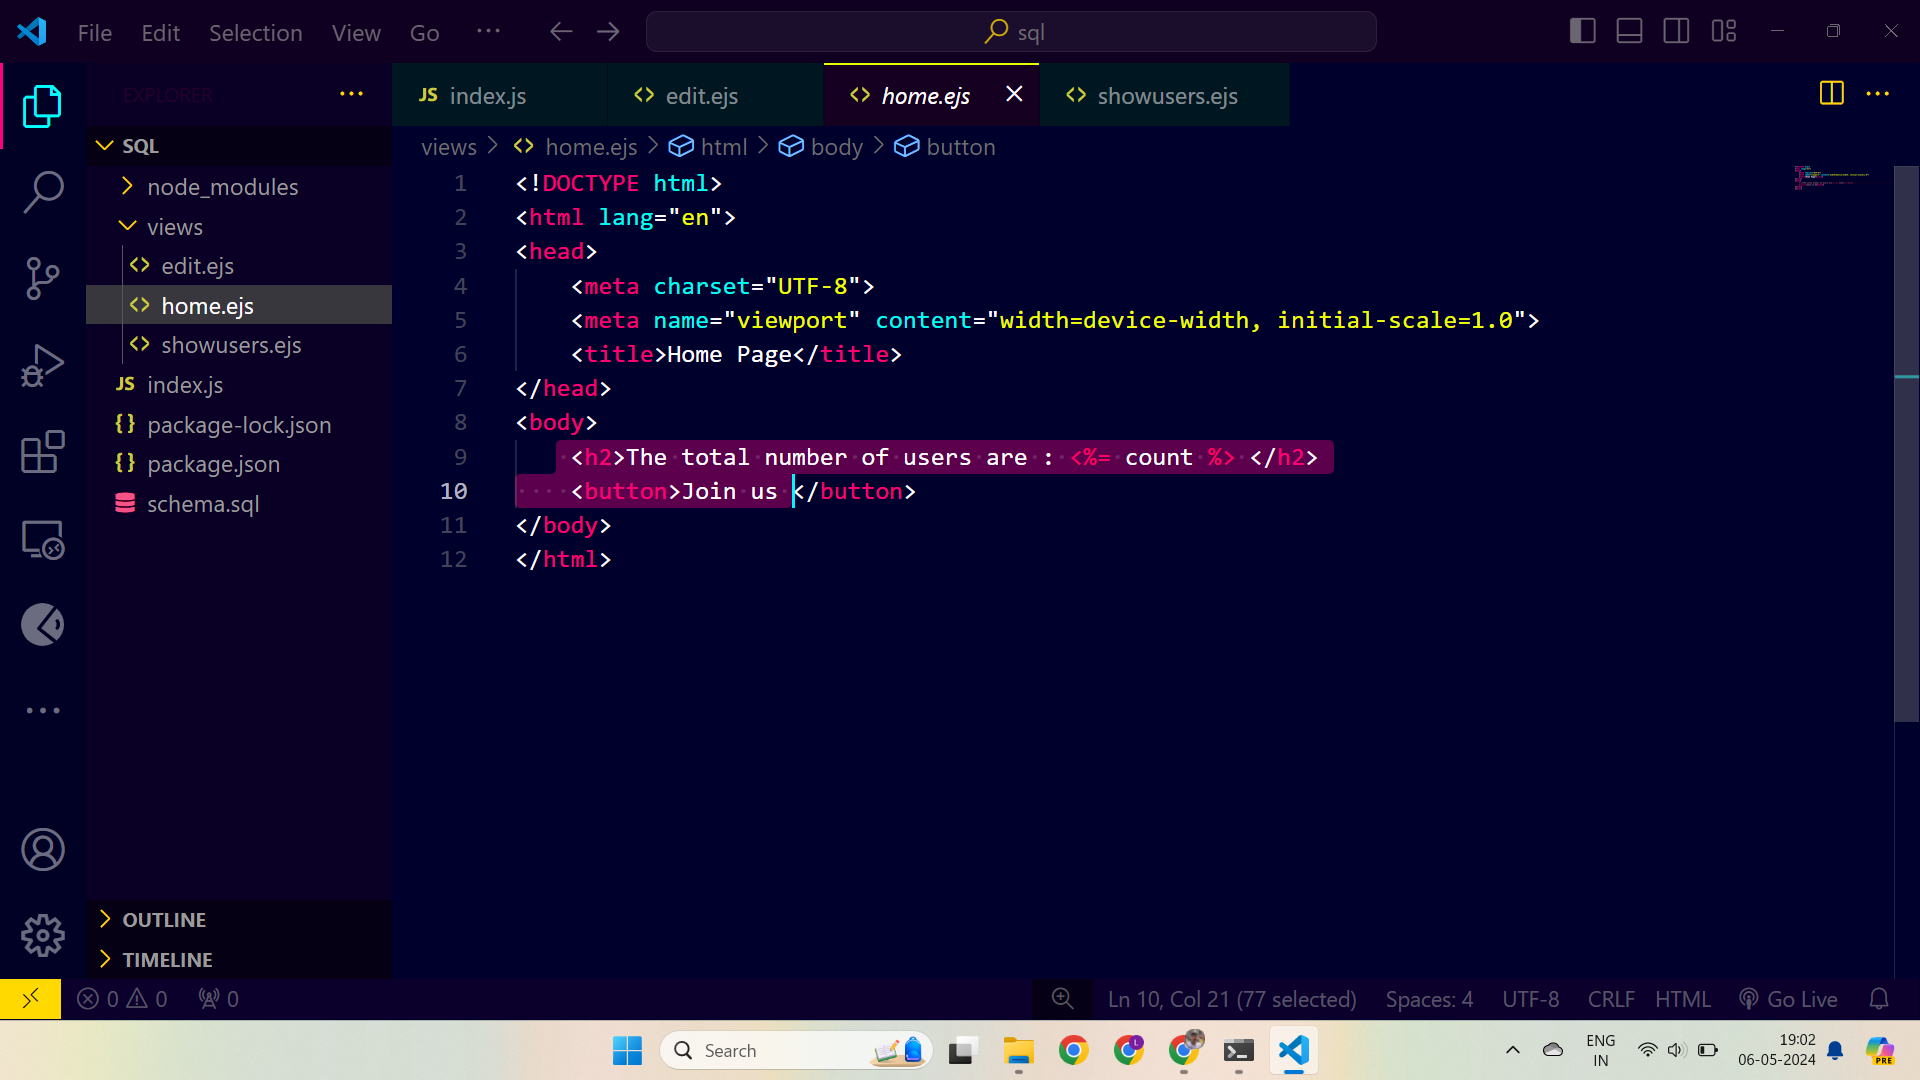 File Edit Selection View Go ··· sql
EXPLORER ···
SQL
node_modules
views
edit.ejs
home.ejs
showusers.ejs
JS index.js
{} package-lock.json
{} package.json
schema.sql
OUTLINE
TIMELINE
JS index.js <> edit.ejs <> home.ejs <> showusers.ejs ···
views > <> home.ejs > html > body > button
1 <!DOCTYPE html>
2 <html lang="en">
3 <head>
4     <meta charset="UTF-8">
5     <meta name="viewport" content="width=device-width, initial-scale=1.0">
6     <title>Home Page</title>
7 </head>
8 <body>
9     <h2>The total number of users are : <%= count %> </h2>
10     <button>Join us </button>
11 </body>
12 </html>
0 0 0 Ln 10, Col 21 (77 selected) Spaces: 4 UTF-8 CRLF HTML Go Live
Search
ENG
IN
19:02
06-05-2024
PRE